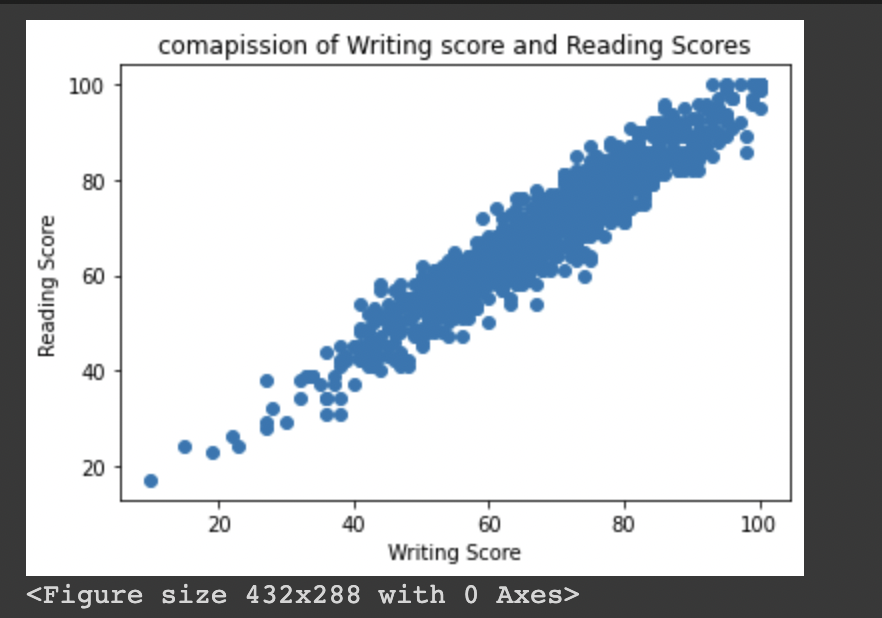 comapission of Writing score and Reading Scores
100
80
60
40
20
Reading Score
20 40 60 80 100
Writing Score
<Figure size 432x288 with 0 Axes>